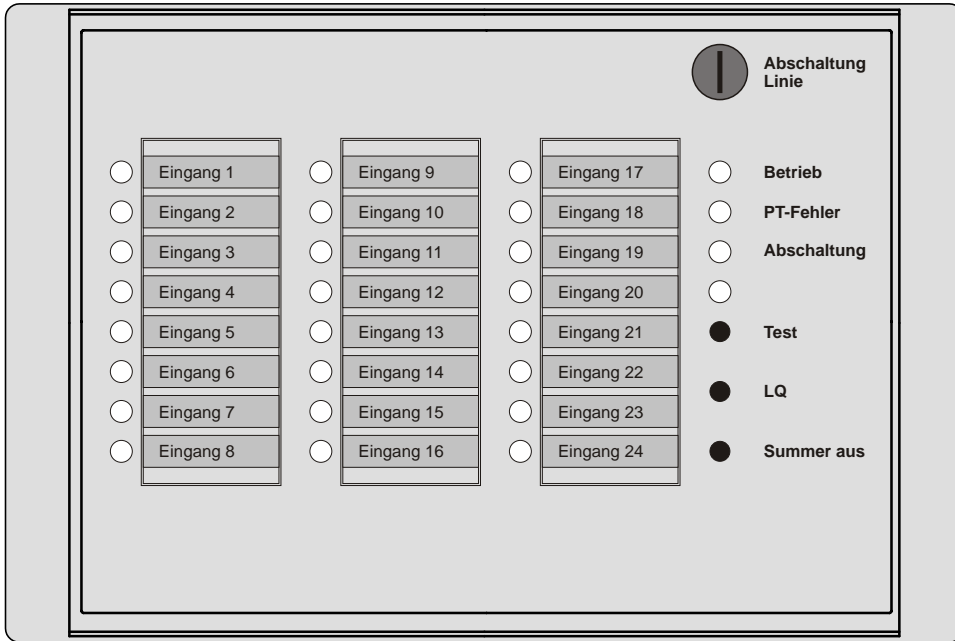 Abschaltung
Linie
Eingang 1
Eingang 2
Eingang 3
Eingang 4
Eingang 5
Eingang 6
Eingang 7
Eingang 8
Eingang 9
Eingang 10
Eingang 11
Eingang 12
Eingang 13
Eingang 14
Eingang 15
Eingang 16
Eingang 17
Eingang 18
Eingang 19
Eingang 20
Eingang 21
Eingang 22
Eingang 23
Eingang 24
Betrieb
PT-Fehler
Abschaltung
Test
LQ
Summer aus